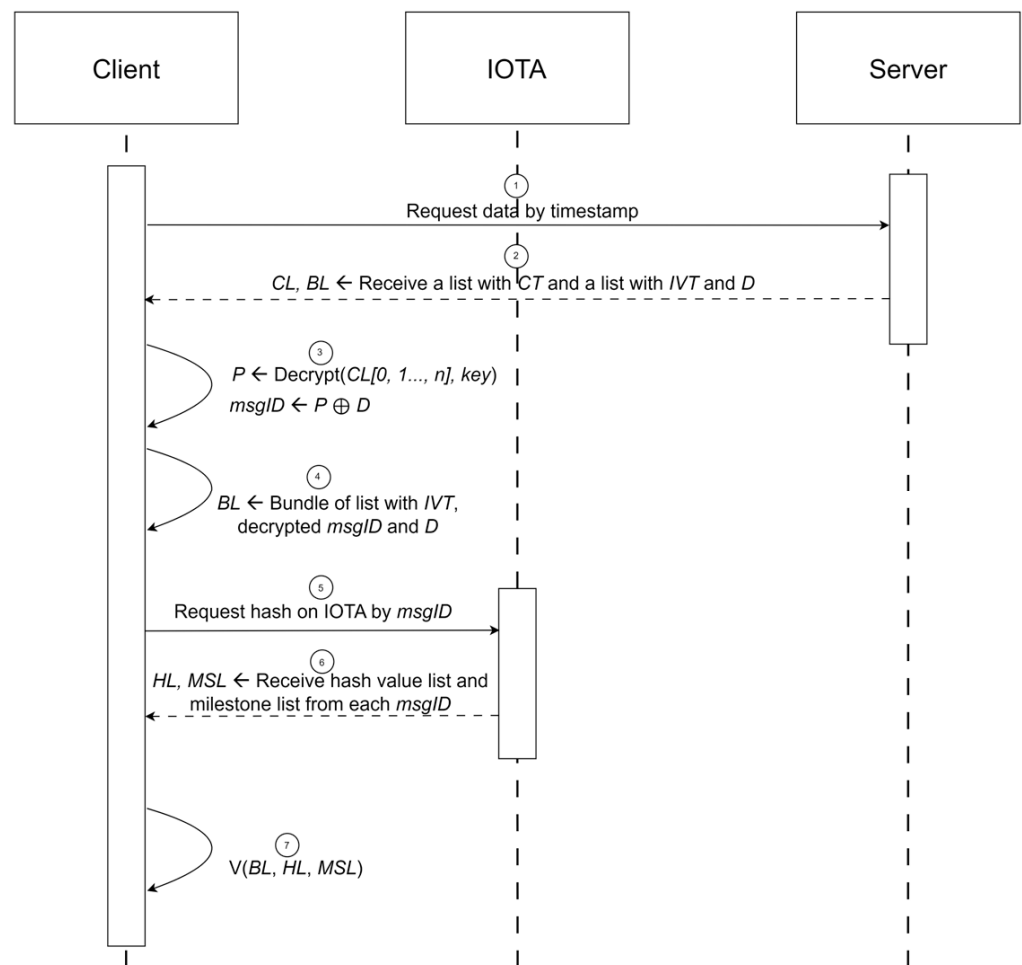 Client
IOTA
Server
1
Request data by timestamp
2
CL, BL ← Receive a list with CT and a list with IVT and D
3
P ← Decrypt(CL[0, 1..., n], key)
msgID ← P ⊕ D
4
BL ← Bundle of list with IVT,
decrypted msgID and D
5
Request hash on IOTA by msgID
6
HL, MSL ← Receive hash value list and
milestone list from each msgID
7
V(BL, HL, MSL)